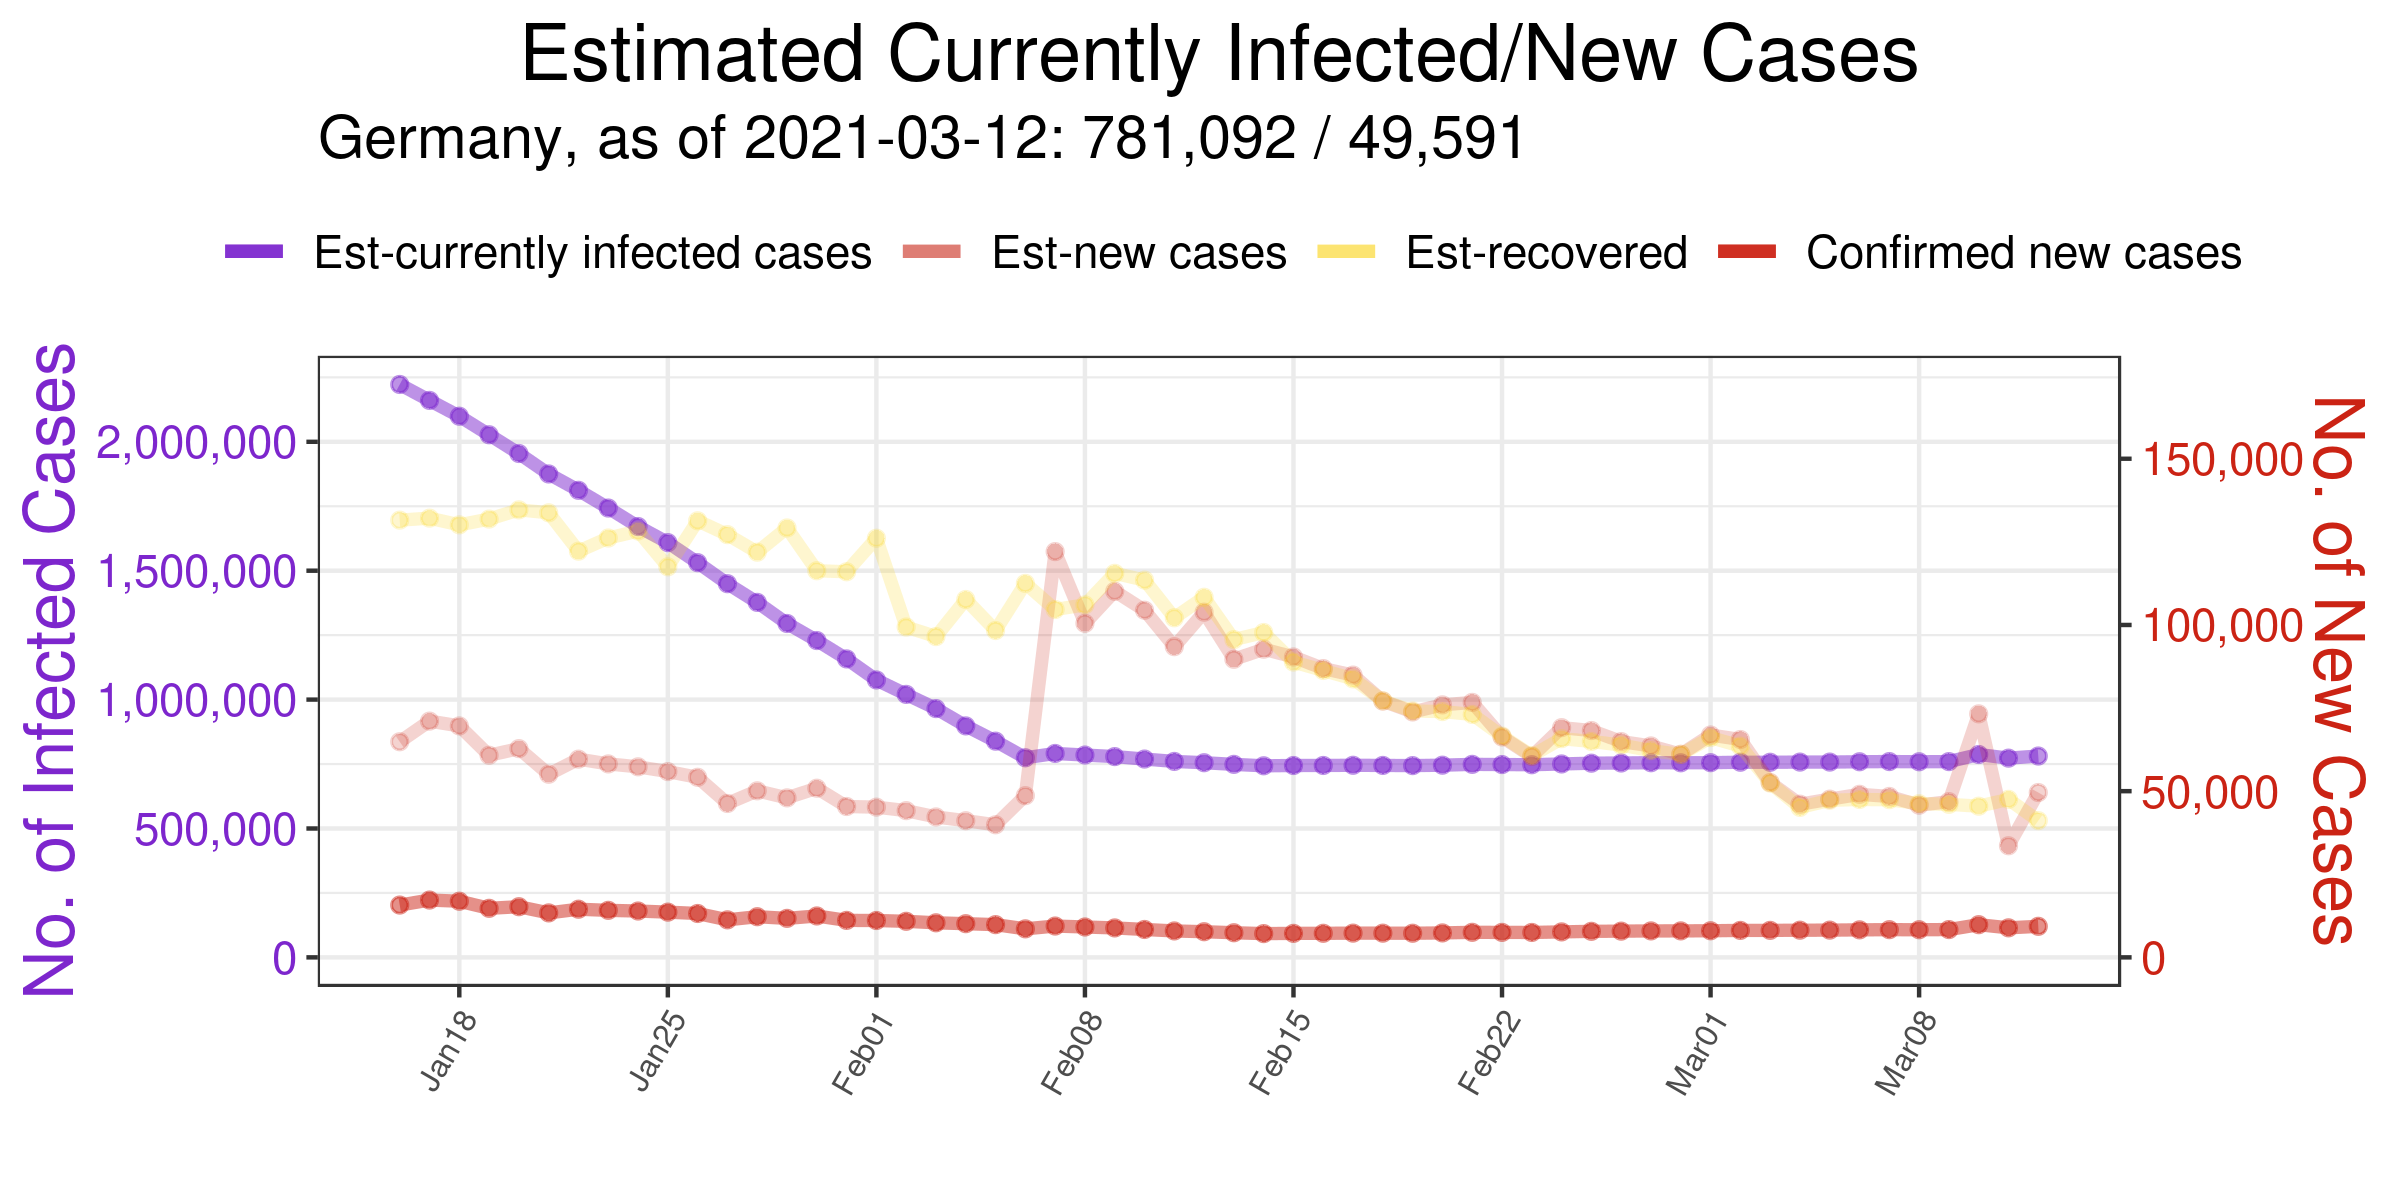 Estimated Currently Infected/New Cases
Germany, as of 2021-03-12: 781,092 / 49,591
Est-currently infected cases Est-new cases Est-recovered Confirmed new cases
No. of Infected Cases
2,000,000
1,500,000
1,000,000
500,000
0
150,000
100,000
50,000
0
No. of New Cases
Jan18 Jan25 Feb01 Feb08 Feb15 Feb22 Mar01 Mar08